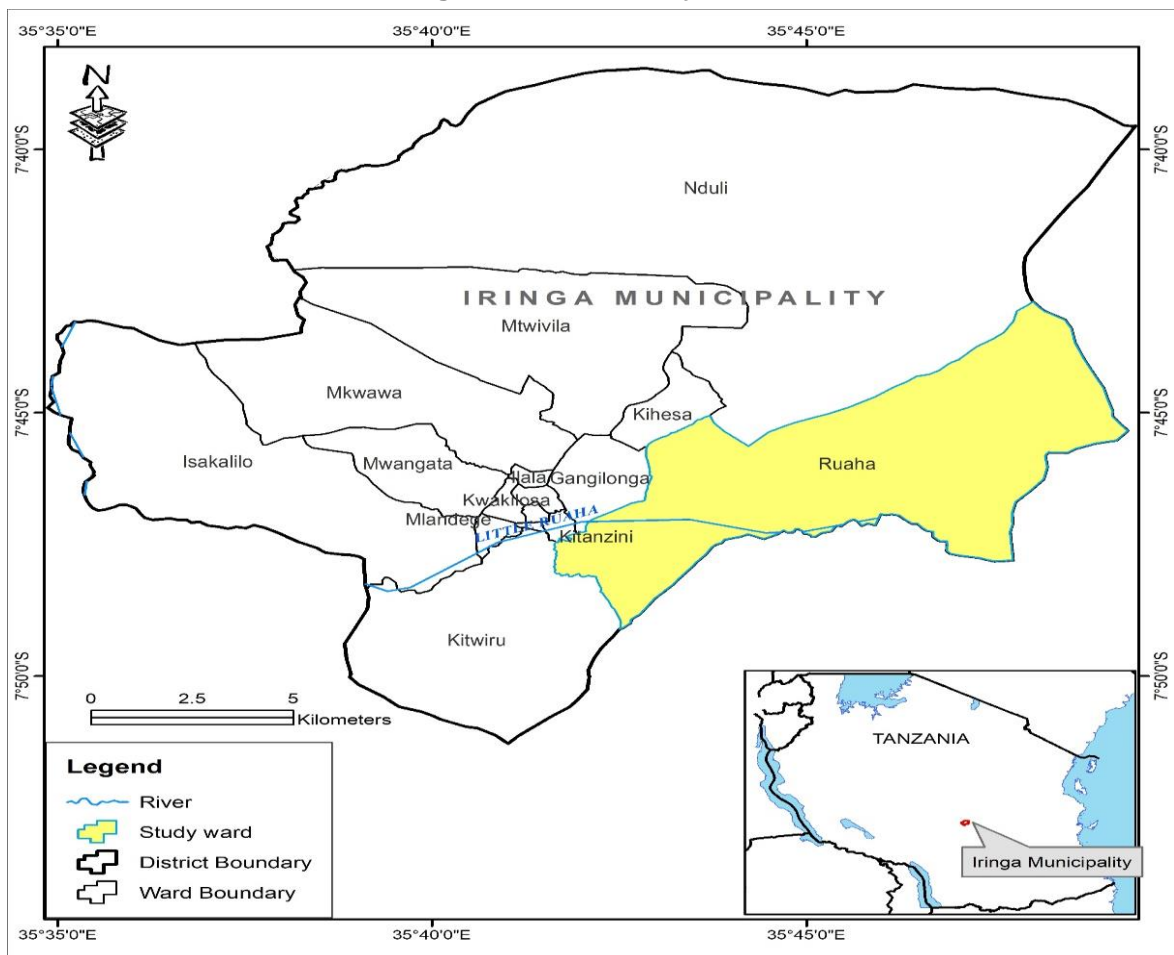 35°35'0"E 35°40'0"E 35°45'0"E
N
7°40'0"S 7°40'0"S
Nduli
IRINGA MUNICIPALITY
Mtwivila
Mkwawa
Kihesa
7°45'0"S 7°45'0"S
Isakalilo
Mwangata
Ilala
Gangilonga
Ruaha
Kwakilosa
Mlandege
LITTLE RUAHA
Kitanzini
Kitwiru
7°50'0"S 7°50'0"S
0 2.5 5
Kilometers
TANZANIA
Iringa Municipality
Legend
River
Study ward
District Boundary
Ward Boundary
35°35'0"E 35°40'0"E 35°45'0"E